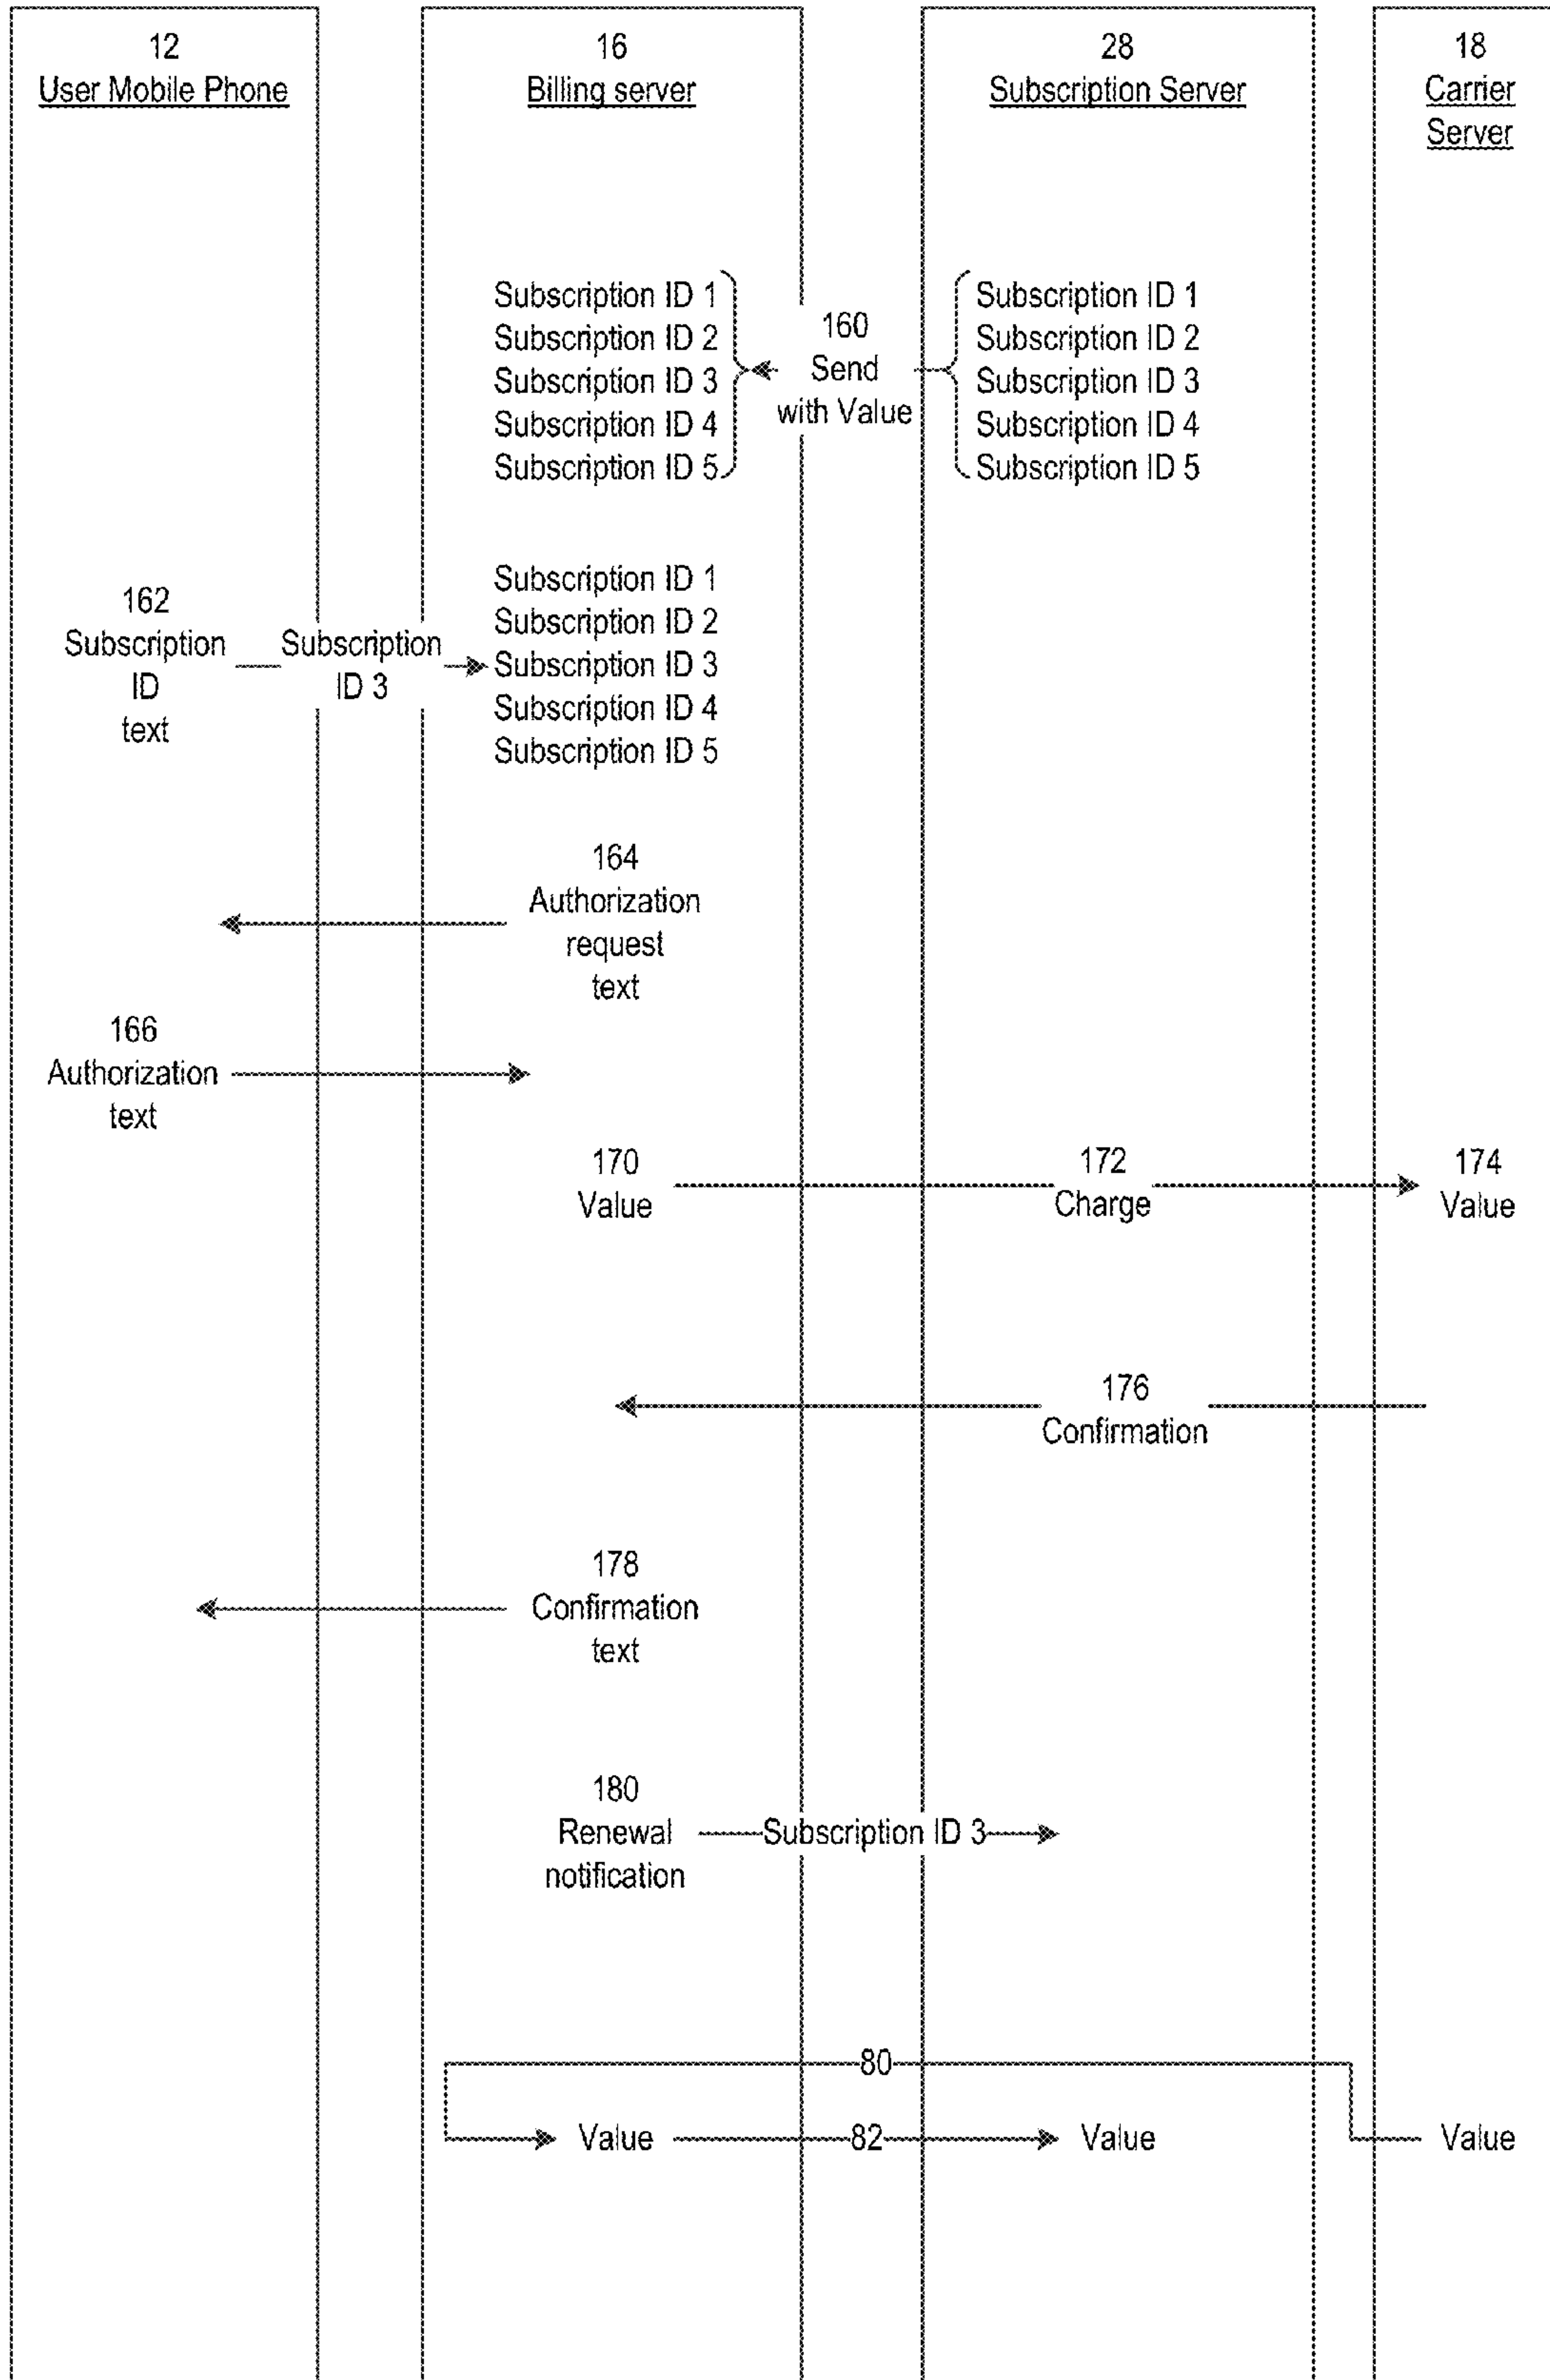 12
User Mobile Phone
16
Billing server
28
Subscription Server
18
Carrier
Server
Subscription ID 1
Subscription ID 2
Subscription ID 3
Subscription ID 4
Subscription ID 5
160
Send
with Value
Subscription ID 1
Subscription ID 2
Subscription ID 3
Subscription ID 4
Subscription ID 5
162
Subscription
ID
text
Subscription
ID 3
Subscription ID 1
Subscription ID 2
Subscription ID 3
Subscription ID 4
Subscription ID 5
164
Authorization
request
text
166
Authorization
text
170
Value
172
Charge
174
Value
176
Confirmation
178
Confirmation
text
180
Renewal
notification
Subscription ID 3
80
Value
82
Value
Value